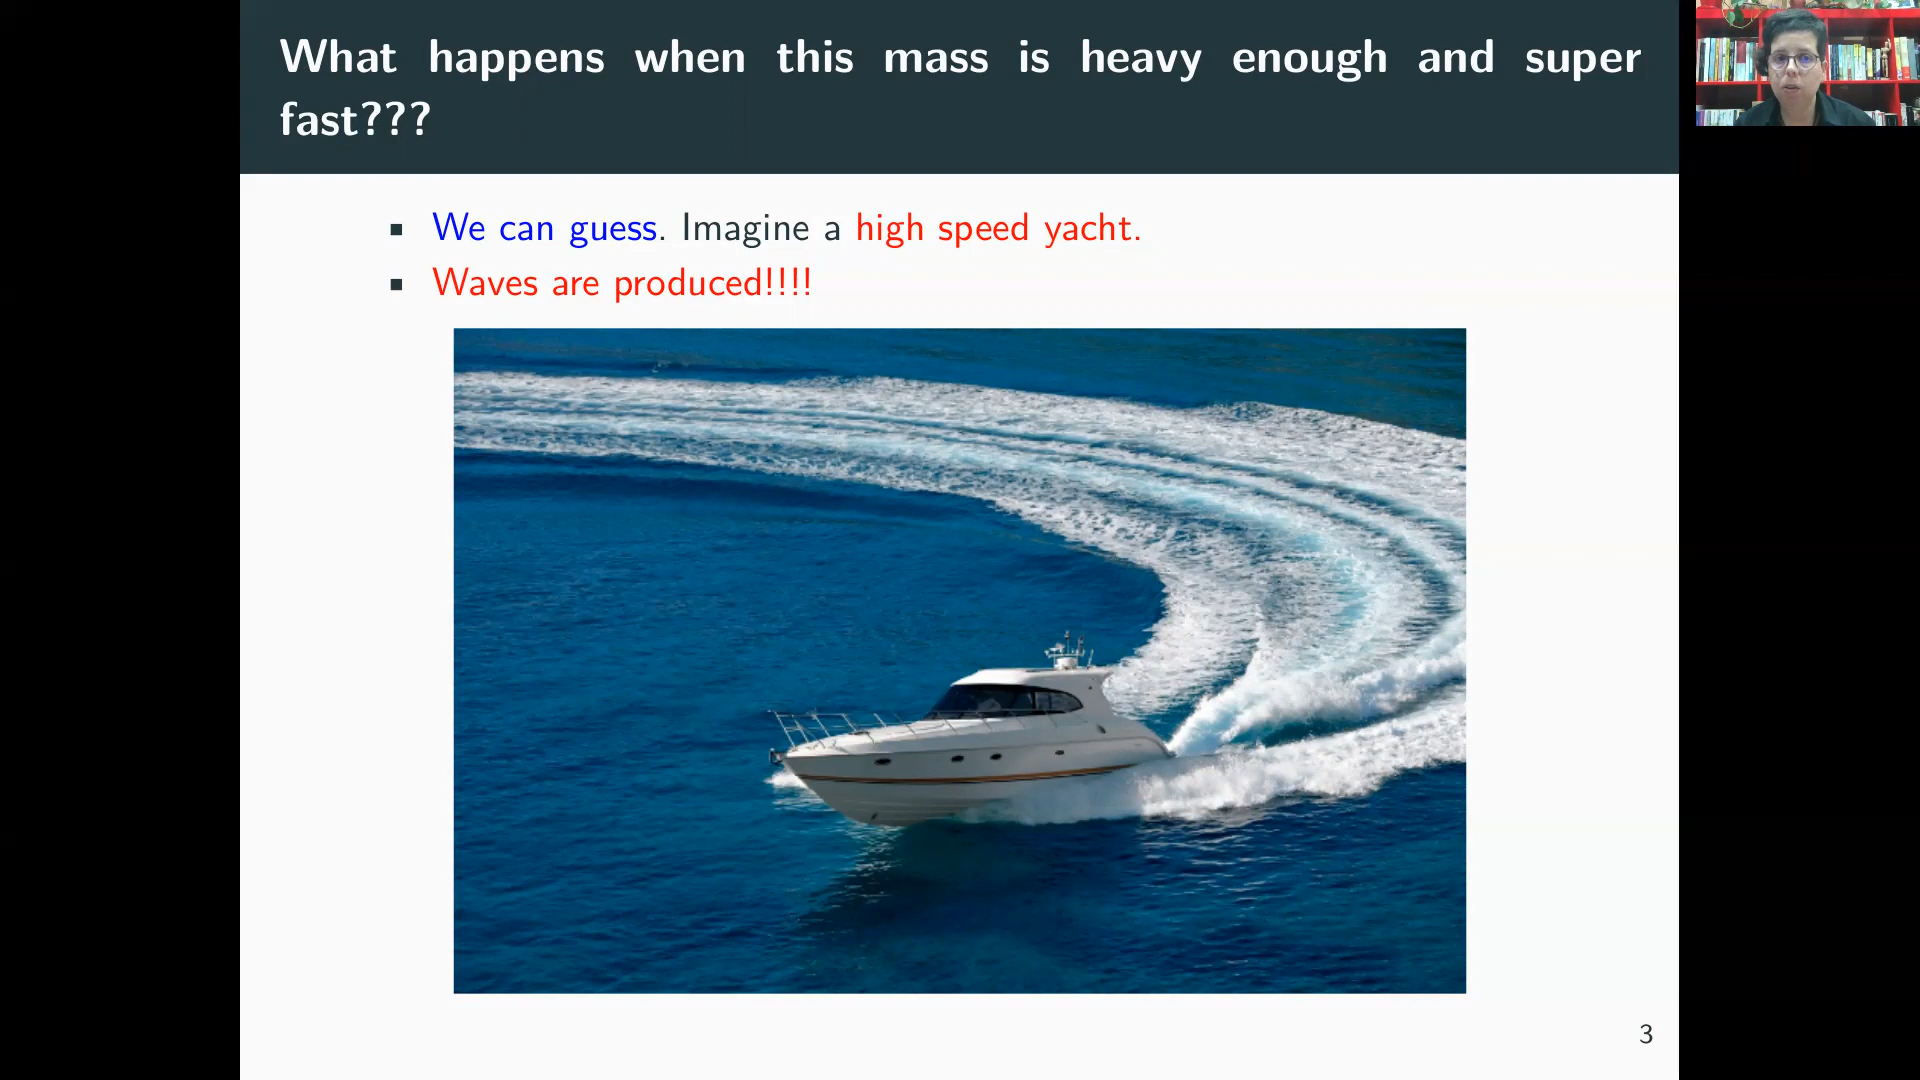 What happens when this mass is heavy enough and super
fast???
We can guess. Imagine a high speed yacht.
Waves are produced!!!!
3